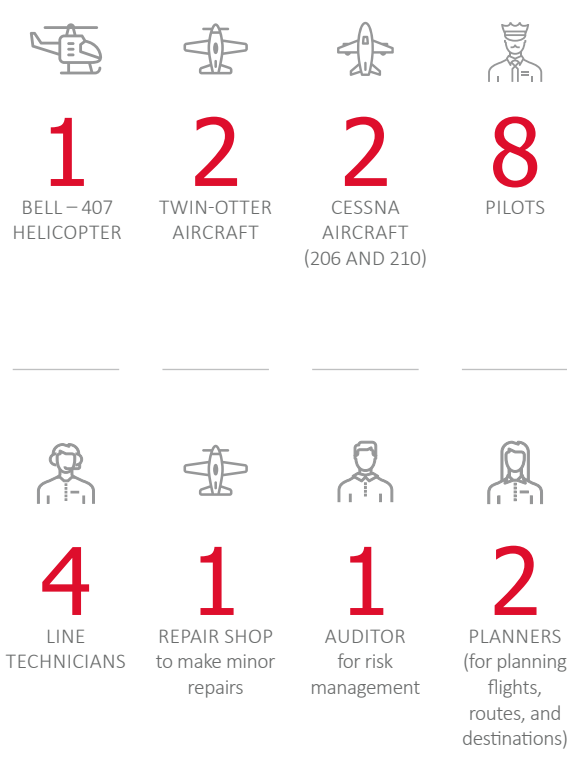 1
BELL – 407
HELICOPTER
2
TWIN-OTTER
AIRCRAFT
2
CESSNA
AIRCRAFT
(206 AND 210)
8
PILOTS
4
LINE
TECHNICIANS
1
REPAIR SHOP
to make minor
repairs
1
AUDITOR
for risk
management
2
PLANNERS
(for planning
flights,
routes, and
destinations)